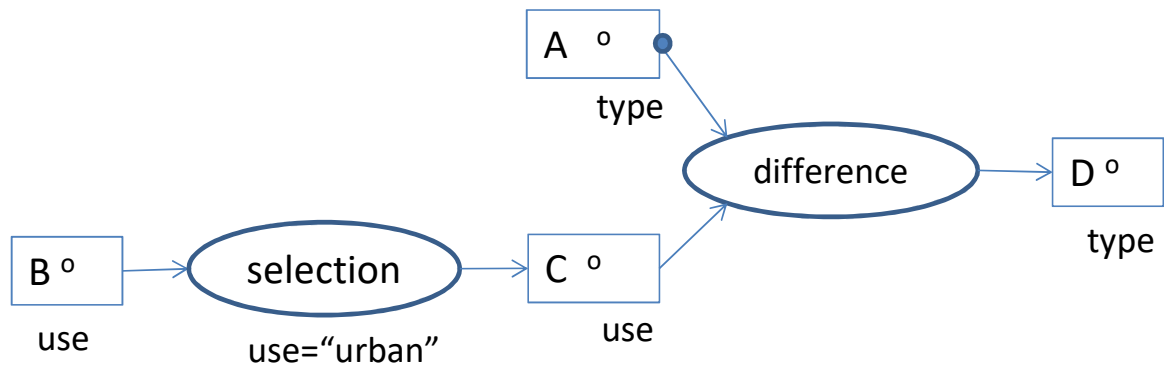 A o
type
difference
D o
type
B o
use
selection
use=“urban”
C o
use